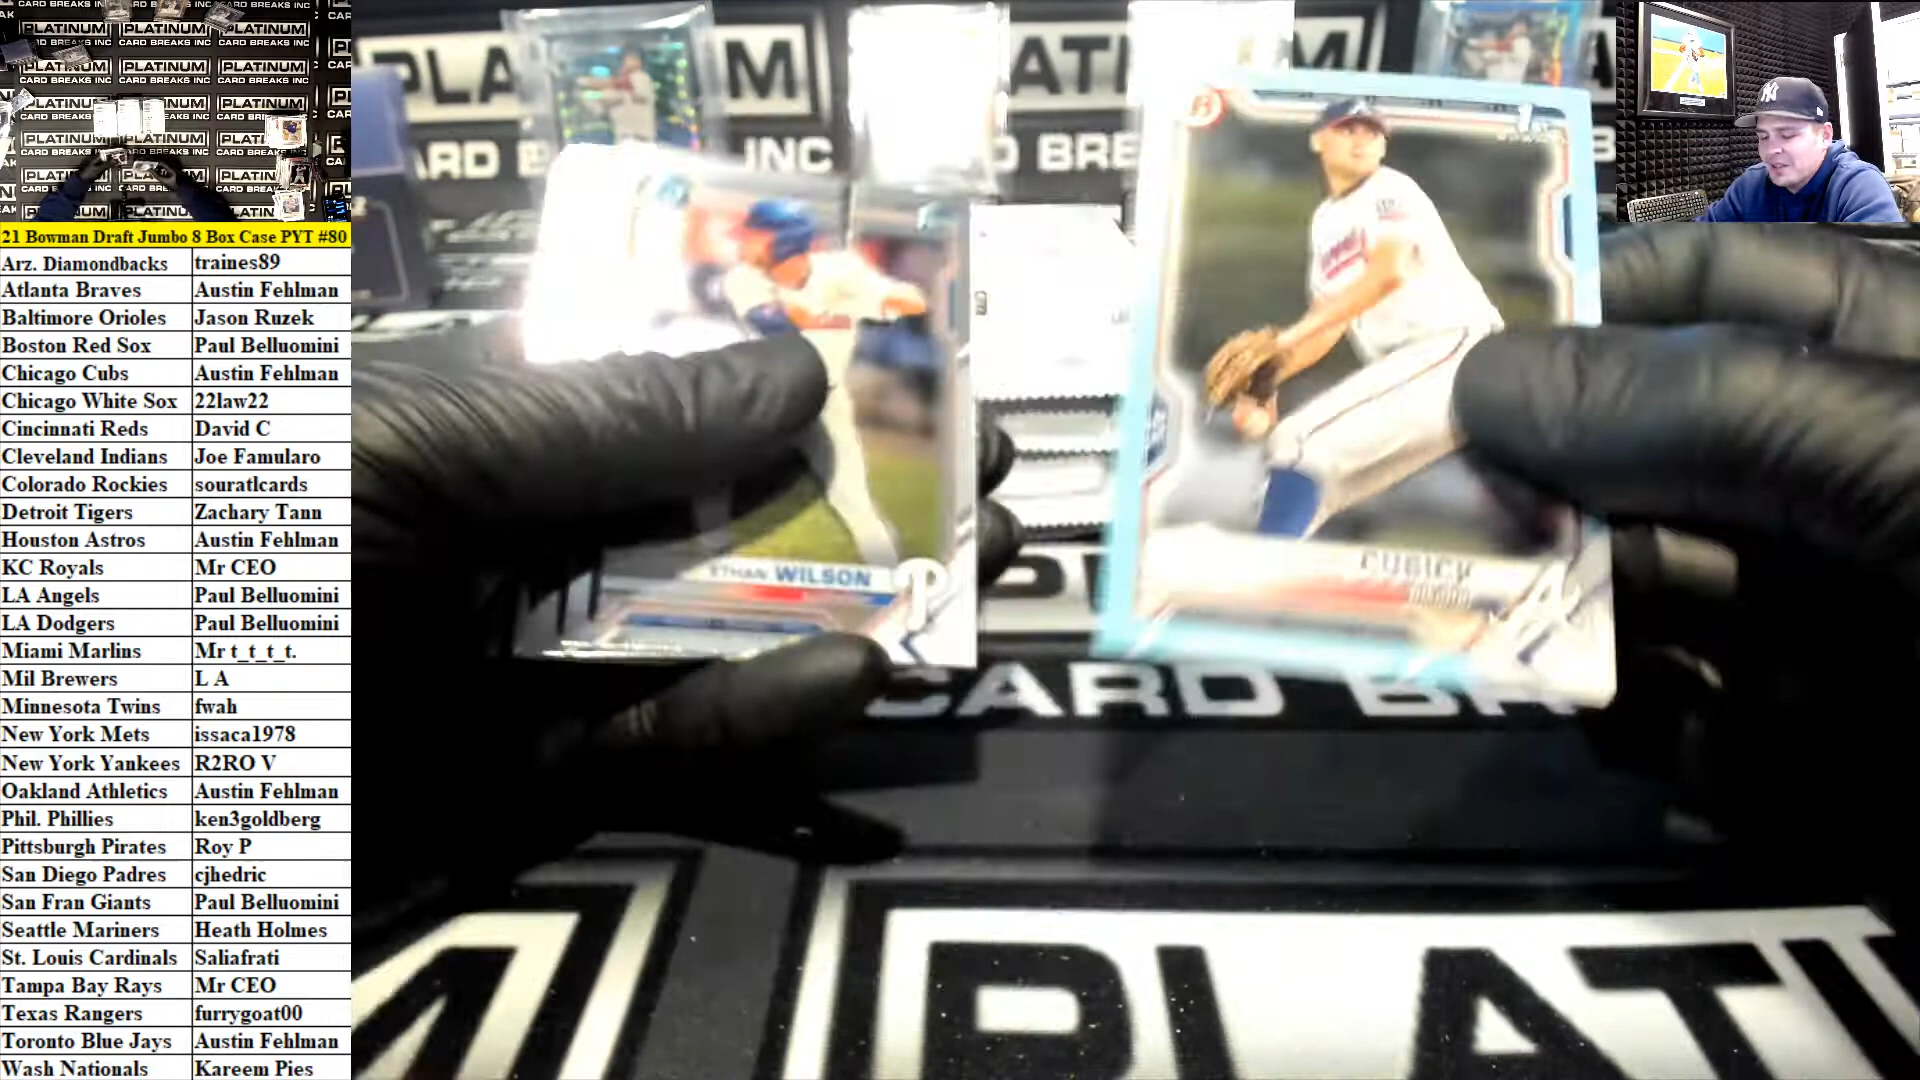 21 Bowman Draft Jumbo 8 Box Case PYT #80
Arz. Diamondbacks traines89
Atlanta Braves Austin Fehlman
Baltimore Orioles Jason Ruzek
Boston Red Sox Paul Belluomini
Chicago Cubs Austin Fehlman
Chicago White Sox 22law22
Cincinnati Reds David C
Cleveland Indians Joe Famularo
Colorado Rockies souratlcards
Detroit Tigers Zachary Tann
Houston Astros Austin Fehlman
KC Royals Mr CEO
LA Angels Paul Belluomini
LA Dodgers Paul Belluomini
Miami Marlins Mr t_t_t_t.
Mil Brewers L A
Minnesota Twins fwah
New York Mets issaca1978
New York Yankees R2RO V
Oakland Athletics Austin Fehlman
Phil. Phillies ken3goldberg
Pittsburgh Pirates Roy P
San Diego Padres cjhedric
San Fran Giants Paul Belluomini
Seattle Mariners Heath Holmes
St. Louis Cardinals Saliafrati
Tampa Bay Rays Mr CEO
Texas Rangers furrygoat00
Toronto Blue Jays Austin Fehlman
Wash Nationals Kareem Pies
PLATINUM
CARD BREAKS INC
ETHAN WILSON
P
CUSICK
CARD BR
PLAT